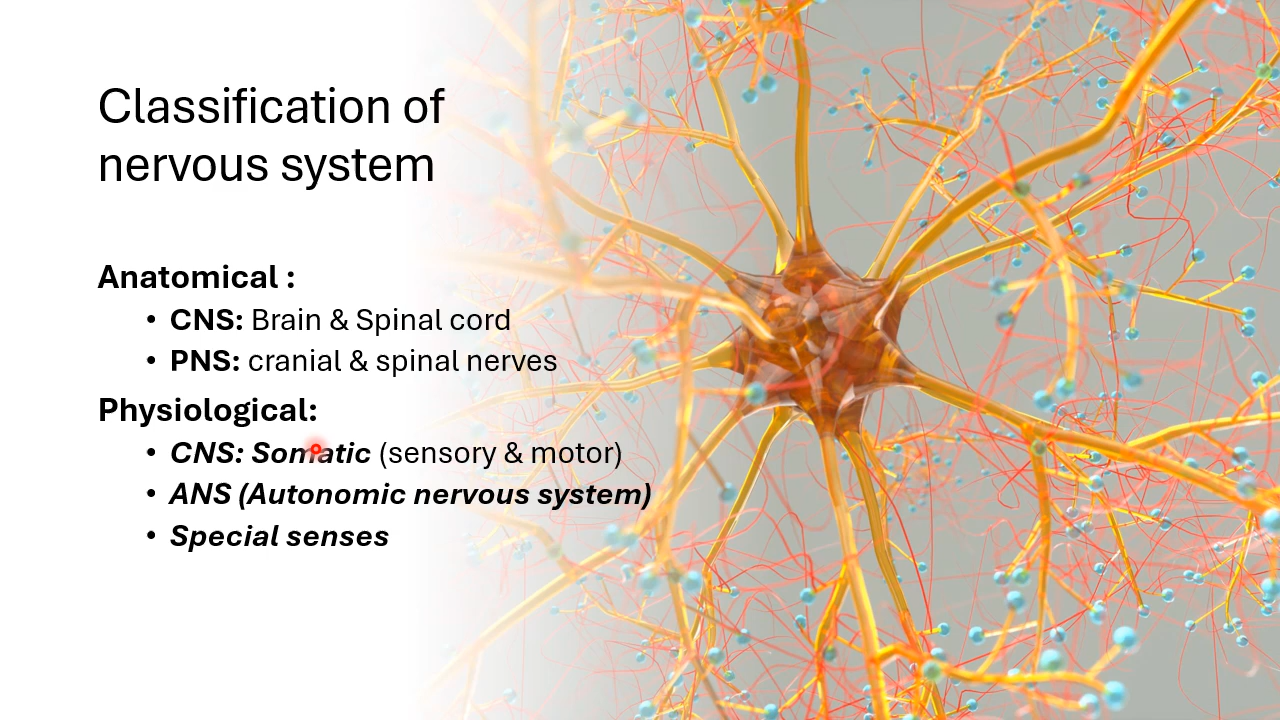 Classification of
nervous system
Anatomical :
• CNS: Brain & Spinal cord
• PNS: cranial & spinal nerves
Physiological:
• CNS: Somatic (sensory & motor)
• ANS (Autonomic nervous system)
• Special senses